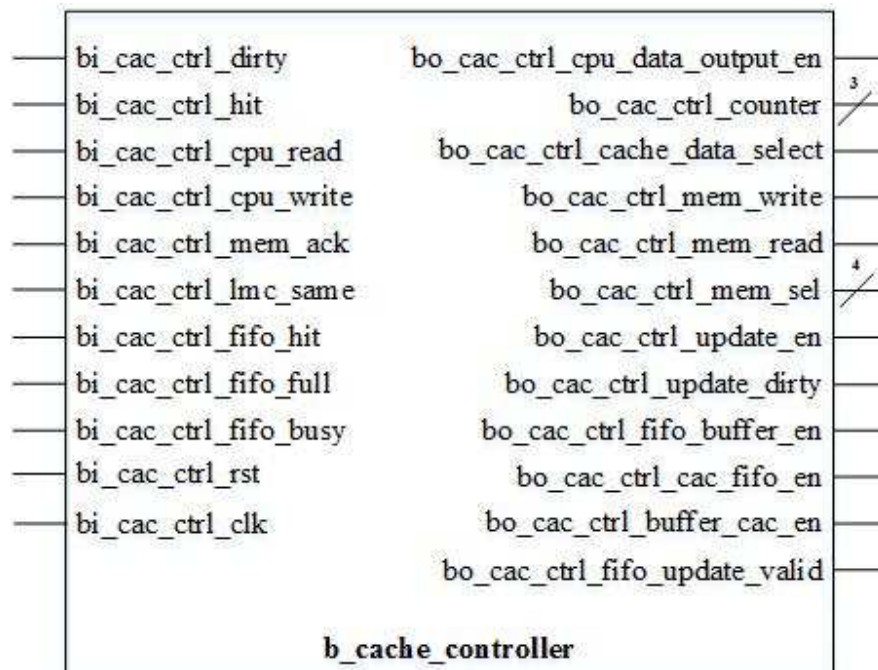 bi_cac_ctrl_dirty
bi_cac_ctrl_hit
bi_cac_ctrl_cpu_read
bi_cac_ctrl_cpu_write
bi_cac_ctrl_mem_ack
bi_cac_ctrl_lmc_same
bi_cac_ctrl_fifo_hit
bi_cac_ctrl_fifo_full
bi_cac_ctrl_fifo_busy
bi_cac_ctrl_rst
bi_cac_ctrl_clk
bo_cac_ctrl_cpu_data_output_en
3
bo_cac_ctrl_counter
bo_cac_ctrl_cache_data_select
bo_cac_ctrl_mem_write
bo_cac_ctrl_mem_read
4
bo_cac_ctrl_mem_sel
bo_cac_ctrl_update_en
bo_cac_ctrl_update_dirty
bo_cac_ctrl_fifo_buffer_en
bo_cac_ctrl_cac_fifo_en
bo_cac_ctrl_buffer_cac_en
bo_cac_ctrl_fifo_update_valid
b_cache_controller